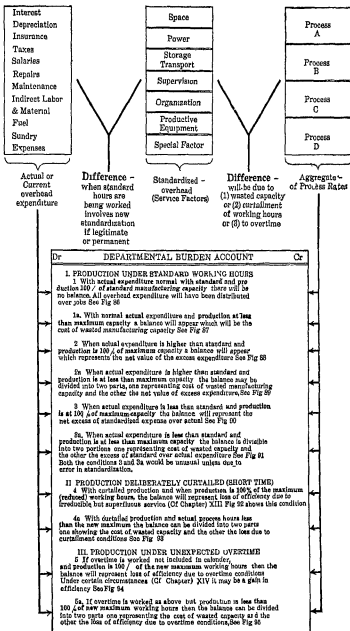 Interest
Depreciation
Insurance
Taxes
Salaries
Repairs
Maintenance
Indirect Labor
& Material
Fuel
Sundry
Expenses
Space
Power
Storage
Transport
Supervision
Organization
Productive
Equipment
Special Factor
Process
A
Process
B
Process
C
Process
D
Actual or
Current
overhead
expenditure
Difference -
when standard
hours are
being worked
involves new
standardization
if legitimate
or permanent
Standardized -
overhead
(Service Factors)
Difference -
will be due to
(1) wasted capacity
or (2) curtailment
of working hours
or (3) to overtime
Aggregate -
of Process Rates
Dr DEPARTMENTAL BURDEN ACCOUNT Cr
I. PRODUCTION UNDER STANDARD WORKING HOURS
1 With actual expenditure normal with standard and pro
duction 100 / of standard manufacturing capacity there will be
no balance. All overhead expenditure will have been distributed
over jobs See Fig 86
1a. With normal actual expenditure and production at less
than maximum capacity a balance will appear which will be the
cost of wasted manufacturing capacity See Fig 87
2 When actual expenditure is higher than standard and
production is 100 / of maximum capacity a balance will appear
which represents the net value of the excess expenditure See Fig 88
2a When actual expenditure is higher than standard and
production is at less than maximum capacity the balance may be
divided into two parts, one representing cost of wasted manufacturing
capacity and the other the excess of expenditure, See Fig 89
3 When actual expenditure is less than standard and production
is at 100 / of maximum capacity the balance will represent the
net excess of standardized expense over actual See Fig 90
3a. When actual expenditure is less than standard and
production is at less than maximum capacity the balance is divisible
into two portions one representing cost of wasted capacity and
the other the excess of standard over actual expenditure See Fig 91
Both the conditions 3 and 3a would be unusual unless due to
error in standardization.
II PRODUCTION DELIBERATELY CURTAILED (SHORT TIME)
4 With curtailed production and when production is 100% of the maximum
(reduced) working hours, the balance will represent loss of efficiency due to
irreducible but superfluous service (Cf Chapter) XIII Fig 92 shows this condition
4a With curtailed production and actual process hours less
than the new maximum the balance can be divided into two parts
one showing the cost of wasted capacity and the other the loss due to
curtailment conditions See Fig 93
III. PRODUCTION UNDER UNEXPECTED OVERTIME
5 If overtime is worked not included in calender,
and production is 100 / of the new maximum working hours then the
balance will represent loss of efficiency due to overtime conditions
Under certain circumstances (Cf Chapter) XIV it may be a gain in
efficiency See Fig 94
5a. If overtime is worked as above but production is less than
100 / of new maximum working hours then the balance can be divided
into two parts one representing the cost of wasted capacity and the
other the loss of efficiency due to overtime conditions, See Fig 95